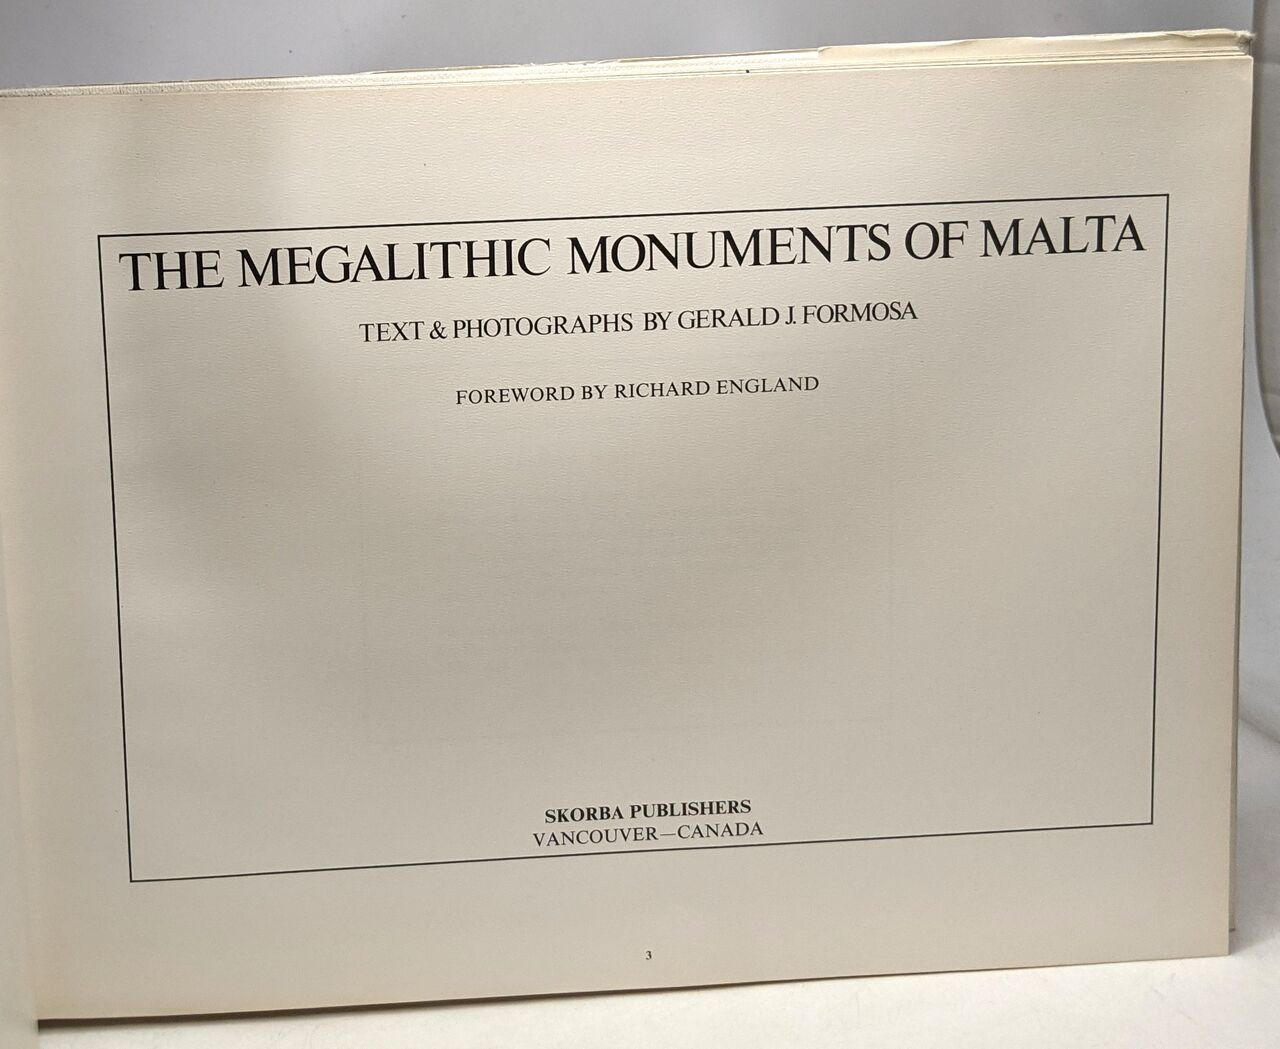 THE MEGALITHIC MONUMENTS OF MALTA
TEXT & PHOTOGRAPHS BY GERALD J. FORMOSA
FOREWORD BY RICHARD ENGLAND
SKORBA PUBLISHERS
VANCOUVER—CANADA
3